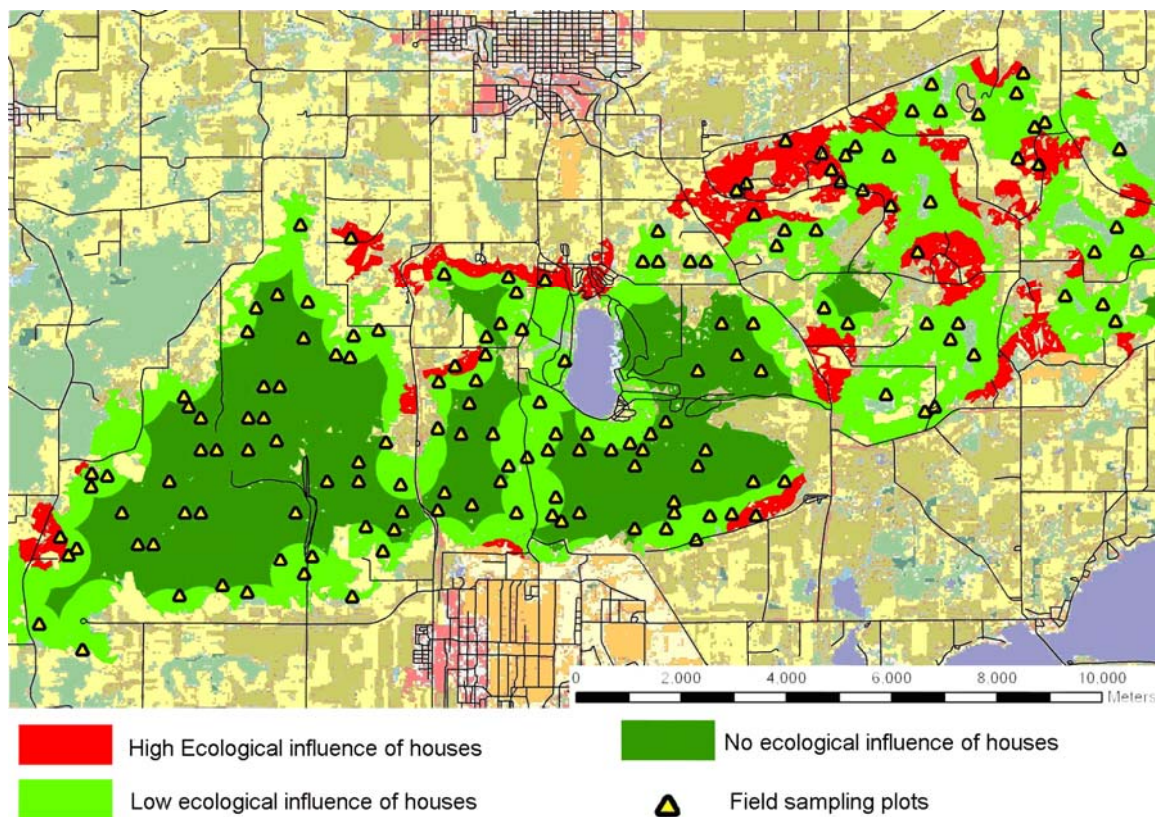 0 2,000 4,000 6,000 8,000 10,000
Meters
High Ecological influence of houses
No ecological influence of houses
Low ecological influence of houses
Field sampling plots